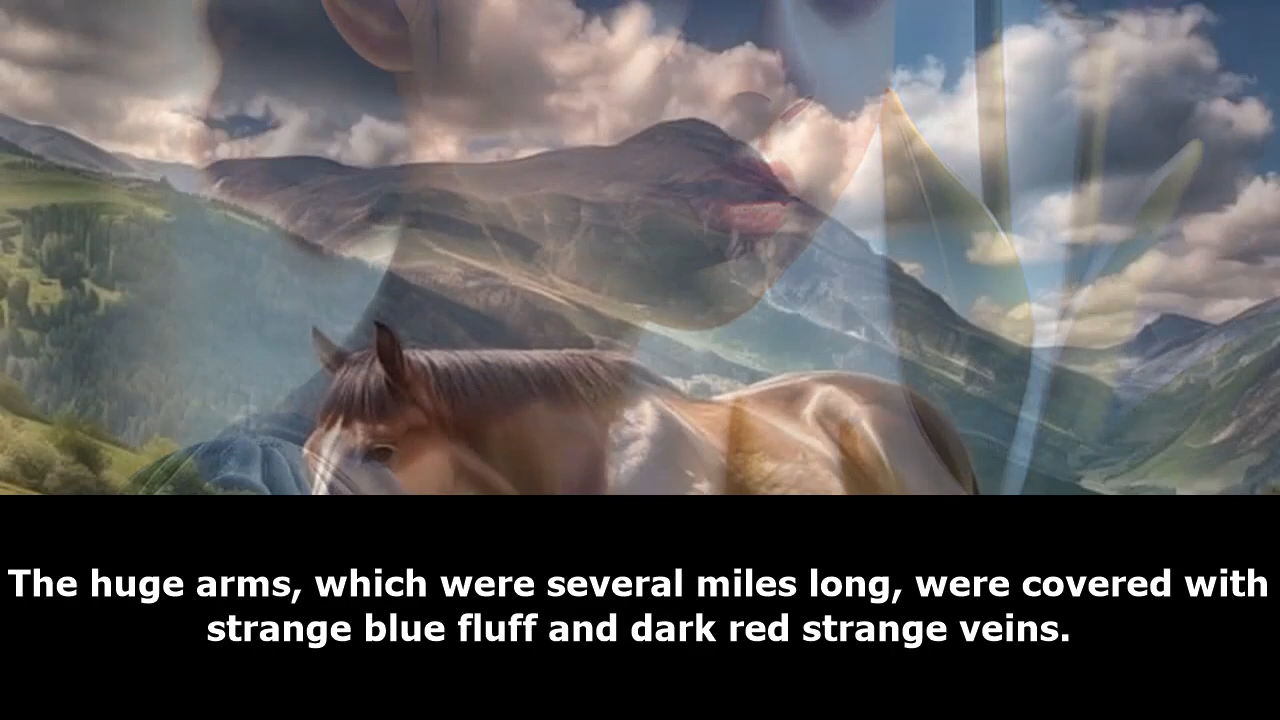 The huge arms, which were several miles long, were covered with
strange blue fluff and dark red strange veins.